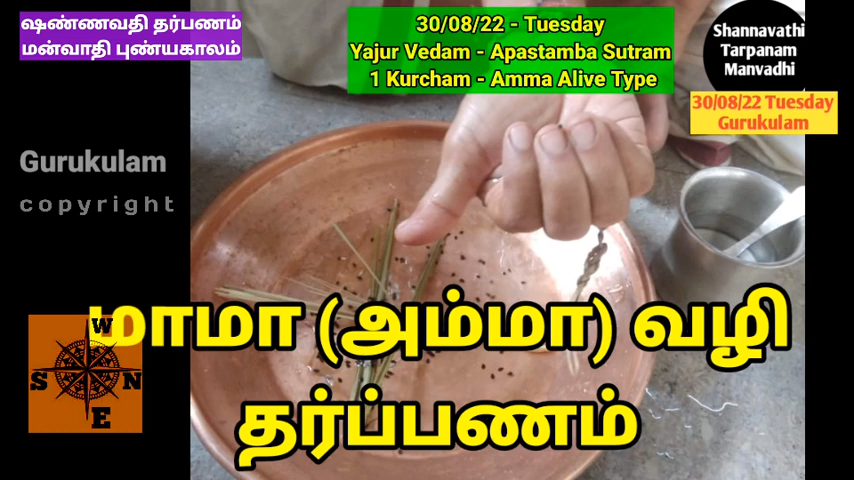 ஷண்ணவதி தர்பணம்
மன்வாதி புண்யகாலம்
30/08/22 - Tuesday
Yajur Vedam - Apastamba Sutram
1 Kurcham - Amma Alive Type
Shannavathi
Tarpanam
Manvadhi
30/08/22 Tuesday
Gurukulam
Gurukulam
copyright
மாமா (அம்மா) வழி
தர்ப்பணம்
W
S N
E